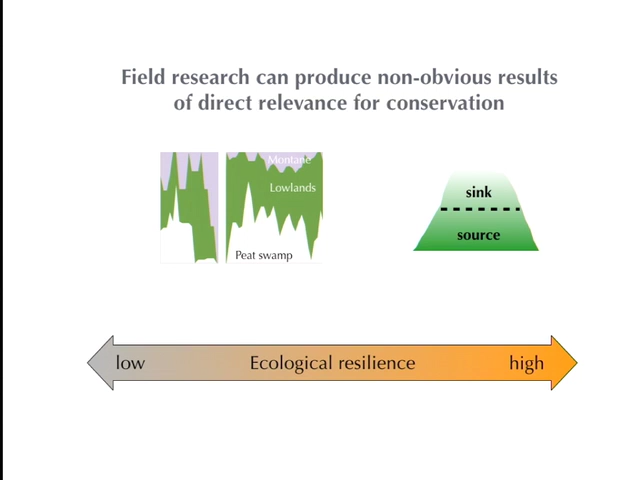 Field research can produce non-obvious results
of direct relevance for conservation
Montane
Lowlands
Peat swamp
sink
source
low Ecological resilience high